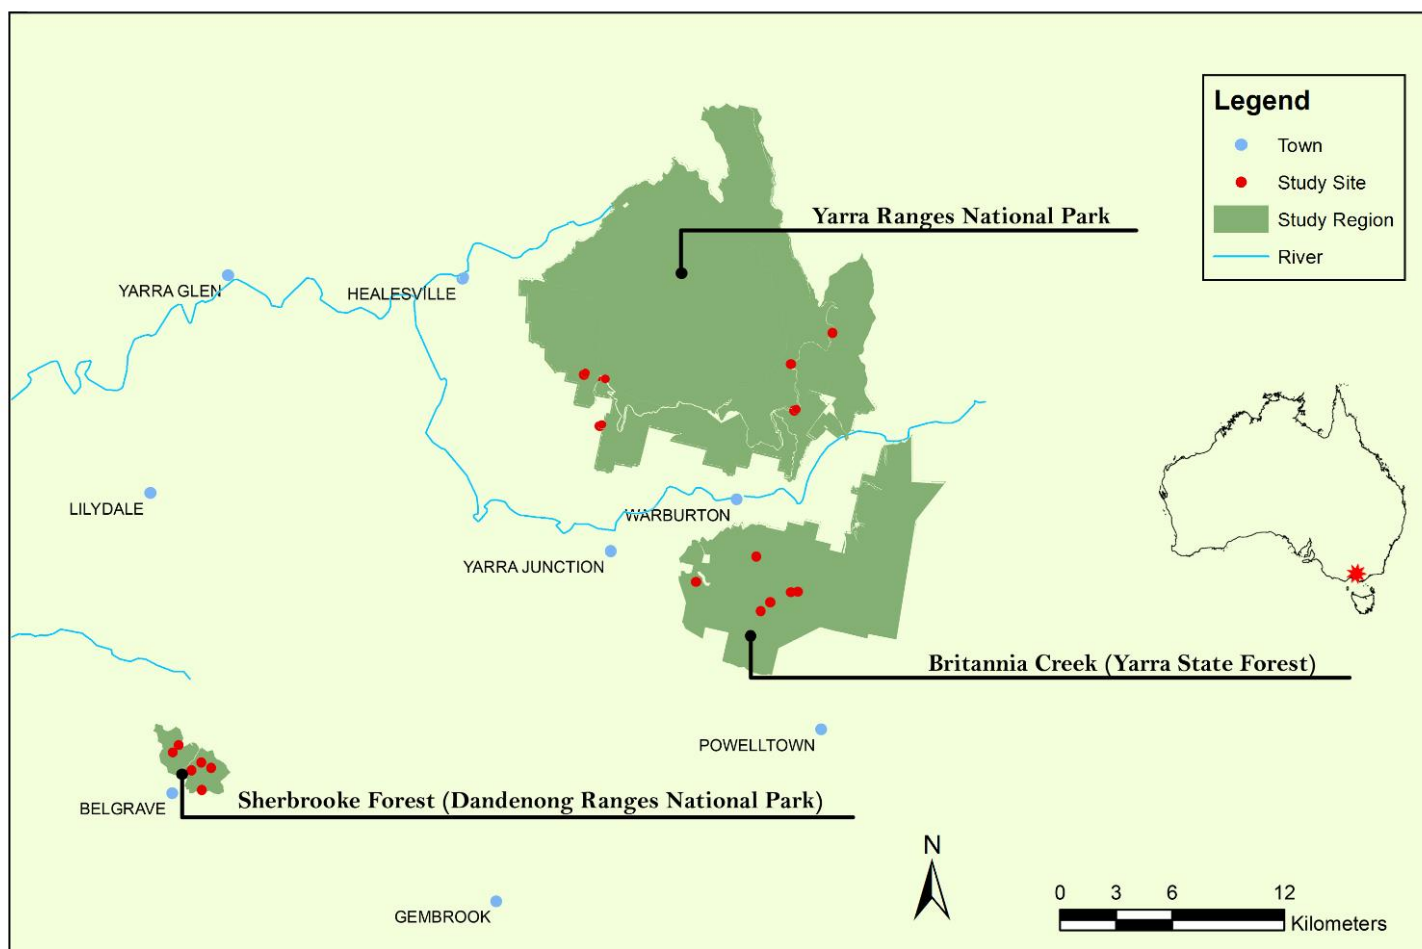 Legend
Town
Study Site
Study Region
River
Yarra Ranges National Park
YARRA GLEN
HEALESVILLE
LILYDALE
WARBURTON
YARRA JUNCTION
Britannia Creek (Yarra State Forest)
POWELLTOWN
BELGRAVE
Sherbrooke Forest (Dandenong Ranges National Park)
GEMBROOK
N
0 3 6 12
Kilometers